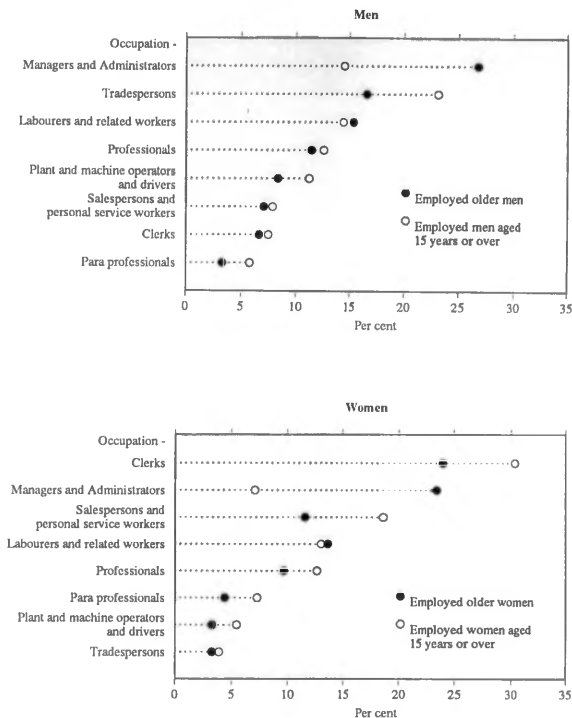 Men
Occupation -
Managers and Administrators
Tradespersons
Labourers and related workers
Professionals
Plant and machine operators
and drivers
Salespersons and
personal service workers
Clerks
Para professionals
Employed older men
Employed men aged
15 years or over
0 5 10 15 20 25 30 35
Per cent
Women
Occupation -
Clerks
Managers and Administrators
Salespersons and
personal service workers
Labourers and related workers
Professionals
Para professionals
Plant and machine operators
and drivers
Tradespersons
Employed older women
Employed women aged
15 years or over
0 5 10 15 20 25 30 35
Per cent